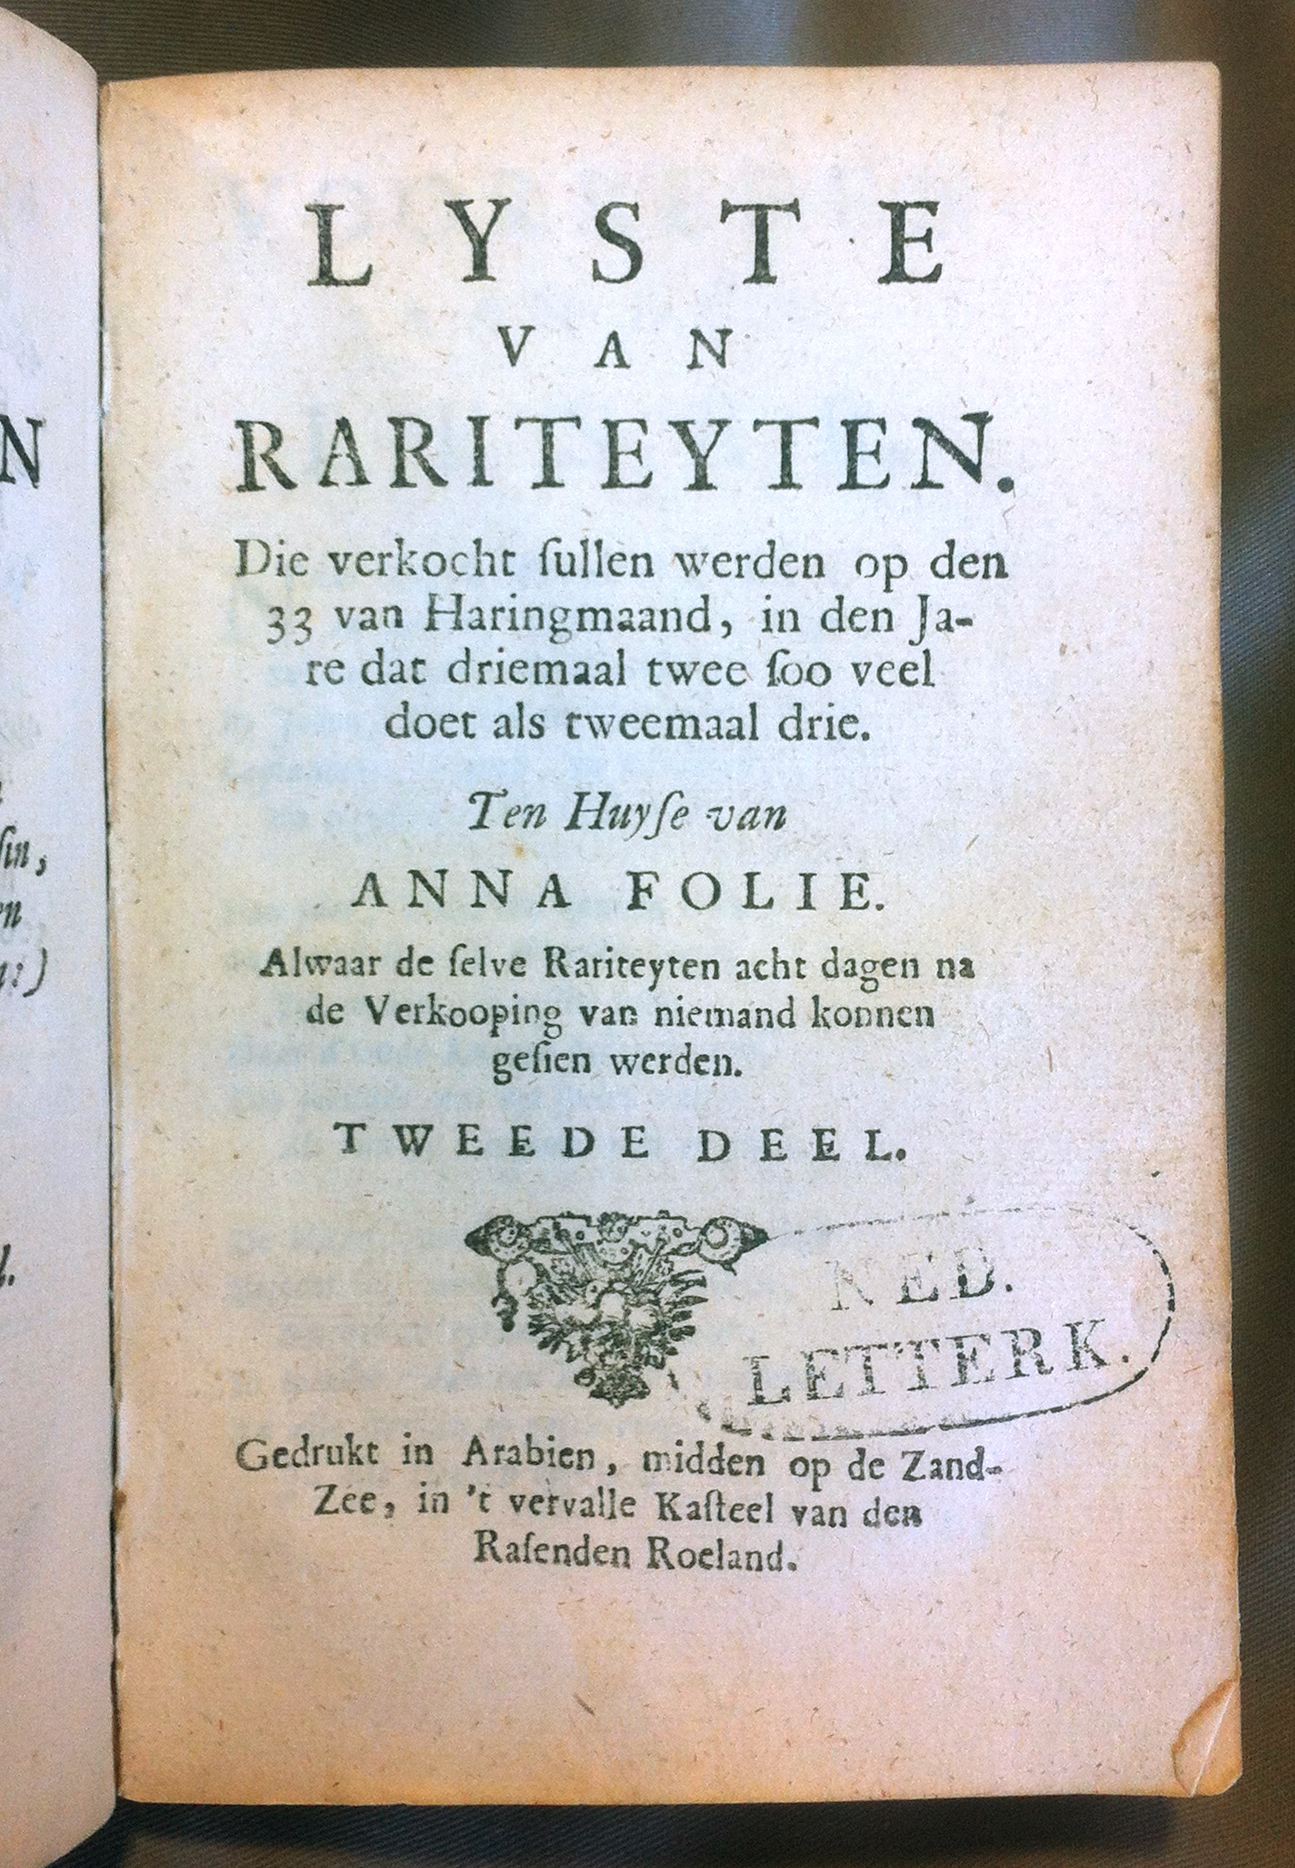 LYSTE
VAN
RARITEYTEN.
Die verkocht ſullen werden op den
33 van Haringmaand, in den Ja-
re dat driemaal twee ſoo veel
doet als tweemaal drie.
Ten Huyſe van
ANNA FOLIE.
Alwaar de ſelve Rariteyten acht dagen na
de Verkooping van niemand konnen
geſien werden.
TWEEDE DEEL.
NED.
LETTERK.
Gedrukt in Arabien, midden op de Zand-
Zee, in 't vervalle Kaſteel van den
Raſenden Roeland.